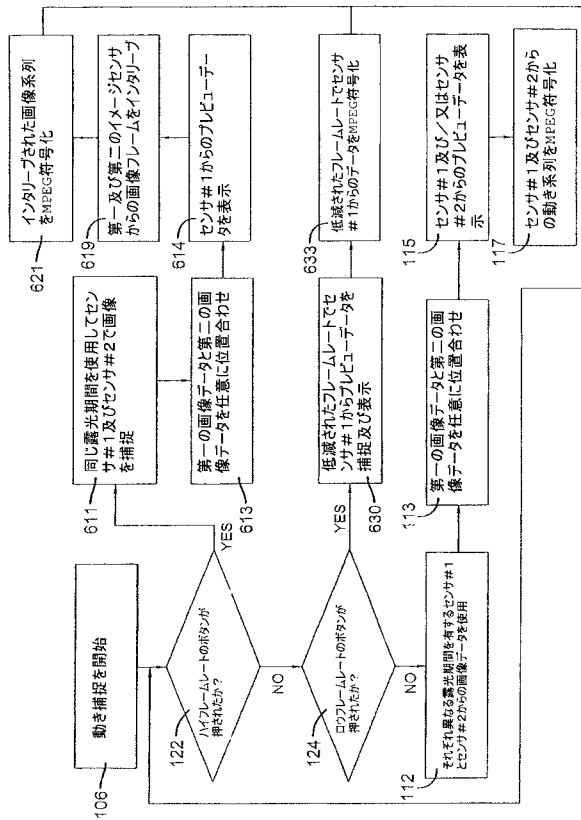 106
動き捕捉を開始
122
ハイフレームレートのボタンが
押されたか？
YES
NO
611
同じ露光期間を使用してセン
サ#1及びセンサ#2で画像
を捕捉
613
第一の画像データと第二の画
像データを任意に位置合わせ
614
センサ#1からのプレビューデー
タを表示
619
第一及び第二のイメージセンサ
からの画像フレームをインタリーブ
621
インタリーブされた画像系列
をMPEG符号化
124
ロウフレームレートのボタンが
押されたか？
YES
NO
630
低減されたフレームレートでセ
ンサ#1からプレビューデータを
捕捉及び表示
633
低減されたフレームレートでセンサ
#1からのデータをMPEG符号化
112
それぞれ異なる露光期間を有するセンサ#1
とセンサ#2からの画像データを使用
113
第一の画像データと第二の画
像データを任意に位置合わせ
115
センサ#1及び／又はセンサ
#2からのプレビューデータを表
示
117
センサ#1及びセンサ#2から
の動き系列をMPEG符号化